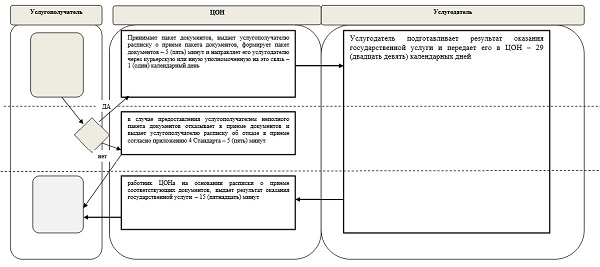 Услугополучатель
ЦОН
Услугодатель
Принимает пакет документов, выдает услугополучателю
расписку о приеме пакета документов, формирует пакет
документов – 5 (пять) минут и направляет его услугодателю
через курьерскую или иную уполномоченную на это связь –
1 (один) календарный день
Услугодатель подготавливает результат оказания
государственной услуги и передает его в ЦОН – 29
(двадцать девять) календарных дней
ДА
в случае предоставления услугополучателем неполного
пакета документов отказывает в приеме документов и
выдает услугополучателю расписку об отказе в приеме
согласно приложению 4 Стандарта – 5 (пять) минут
нет
работник ЦОНа на основании расписки о приеме
соответствующих документов, выдает результат оказания
государственной услуги – 15 (пятнадцать) минут